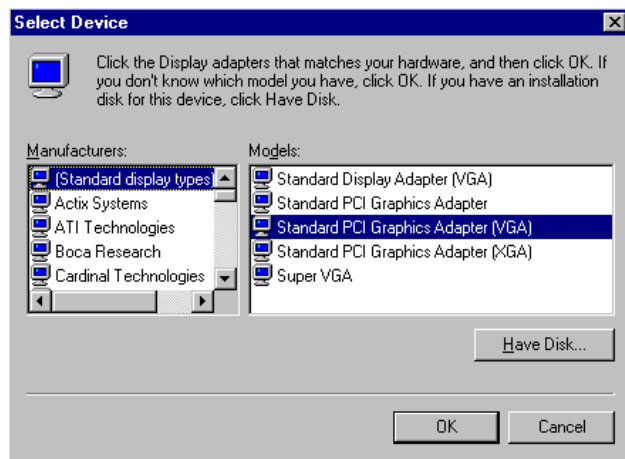 Select Device
Click the Display adapters that matches your hardware, and then click OK. If
you don't know which model you have, click OK. If you have an installation
disk for this device, click Have Disk.
Manufacturers:
(Standard display types)
Actix Systems
ATI Technologies
Boca Research
Cardinal Technologies
Models:
Standard Display Adapter (VGA)
Standard PCI Graphics Adapter
Standard PCI Graphics Adapter (VGA)
Standard PCI Graphics Adapter (XGA)
Super VGA
Have Disk...
OK
Cancel